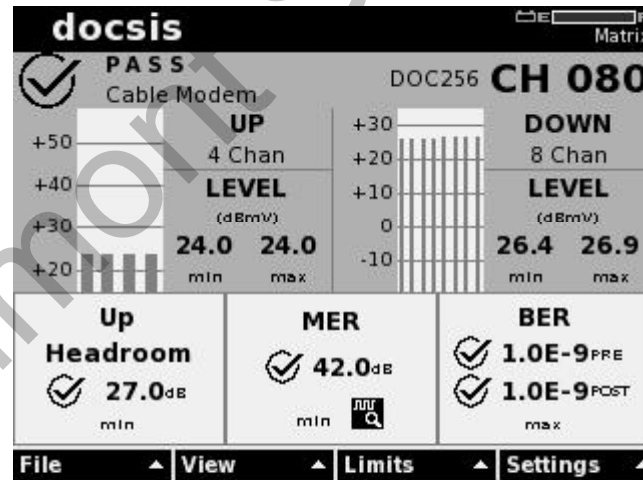 docsis
E
Matrix
PASS
Cable Modem
DOC256 CH 080
UP
4 Chan
LEVEL
(dBmV)
24.0 24.0
min max
+50
+40
+30
+20
+30
+20
+10
0
-10
DOWN
8 Chan
LEVEL
(dBmV)
26.4 26.9
min max
Up
Headroom
27.0dB
min
MER
42.0dB
min
BER
1.0E-9PRE
1.0E-9POST
max
File View Limits Settings